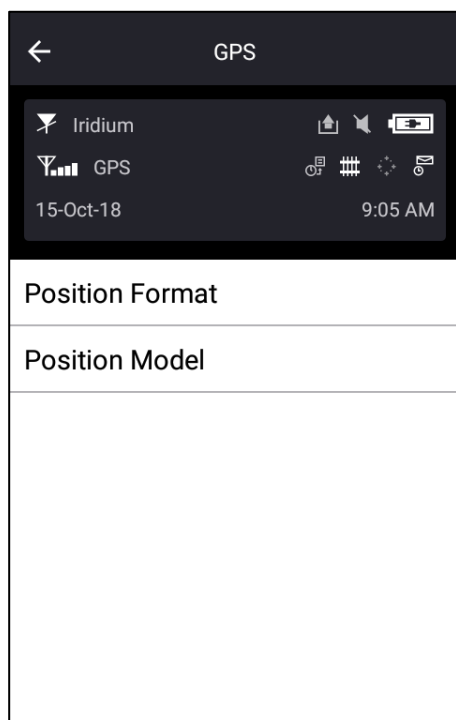 GPS
Iridium
GPS
15-Oct-18 9:05 AM
Position Format
Position Model